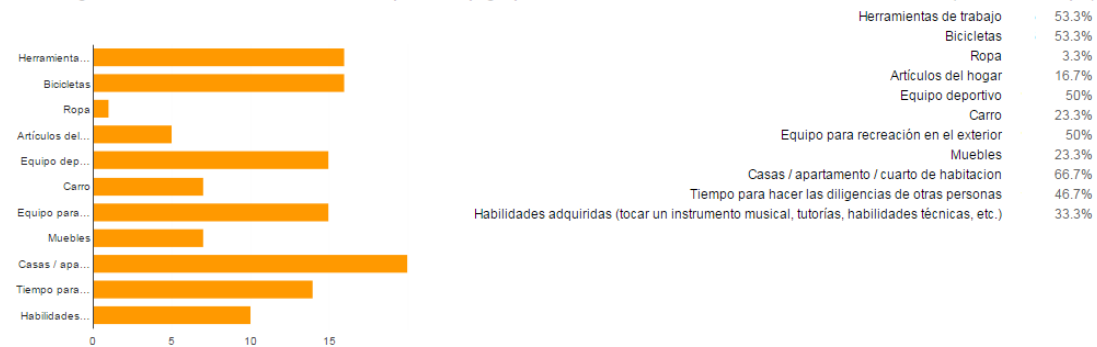 Herramienta...
Bicicletas
Ropa
Artículos del...
Equipo dep...
Carro
Equipo para...
Muebles
Casas / apa...
Tiempo para...
Habilidades...
0 5 10 15
Herramientas de trabajo 53.3%
Bicicletas 53.3%
Ropa 3.3%
Artículos del hogar 16.7%
Equipo deportivo 50%
Carro 23.3%
Equipo para recreación en el exterior 50%
Muebles 23.3%
Casas / apartamento / cuarto de habitacion 66.7%
Tiempo para hacer las diligencias de otras personas 46.7%
Habilidades adquiridas (tocar un instrumento musical, tutorías, habilidades técnicas, etc.) 33.3%